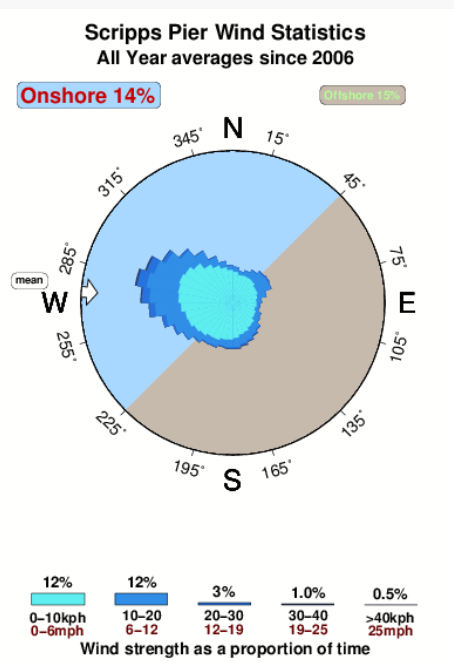 Scripps Pier Wind Statistics
All Year averages since 2006
Onshore 14%
Offshore 15%
N
345°
15°
315°
45°
285°
75°
mean
W
E
255°
105°
225°
135°
195°
165°
S
12%
12%
3%
1.0%
0.5%
0-10kph
10-20
20-30
30-40
>40kph
0-6mph
6-12
12-19
19-25
25mph
Wind strength as a proportion of time